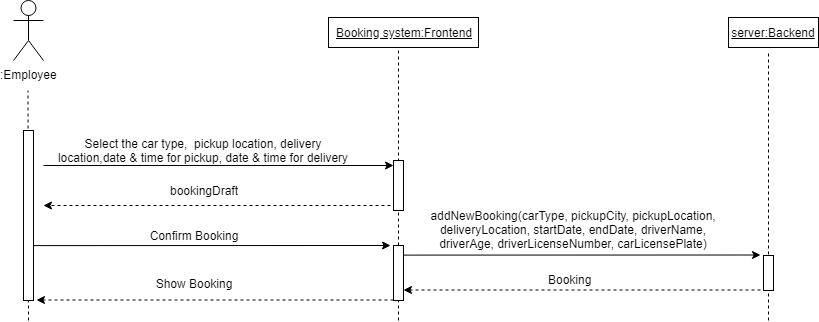 Booking system:Frontend
server:Backend
:Employee
Select the car type,  pickup location, delivery
location,date & time for pickup, date & time for delivery
bookingDraft
addNewBooking(carType, pickupCity, pickupLocation,
deliveryLocation, startDate, endDate, driverName,
driverAge, driverLicenseNumber, carLicensePlate)
Confirm Booking
Booking
Show Booking